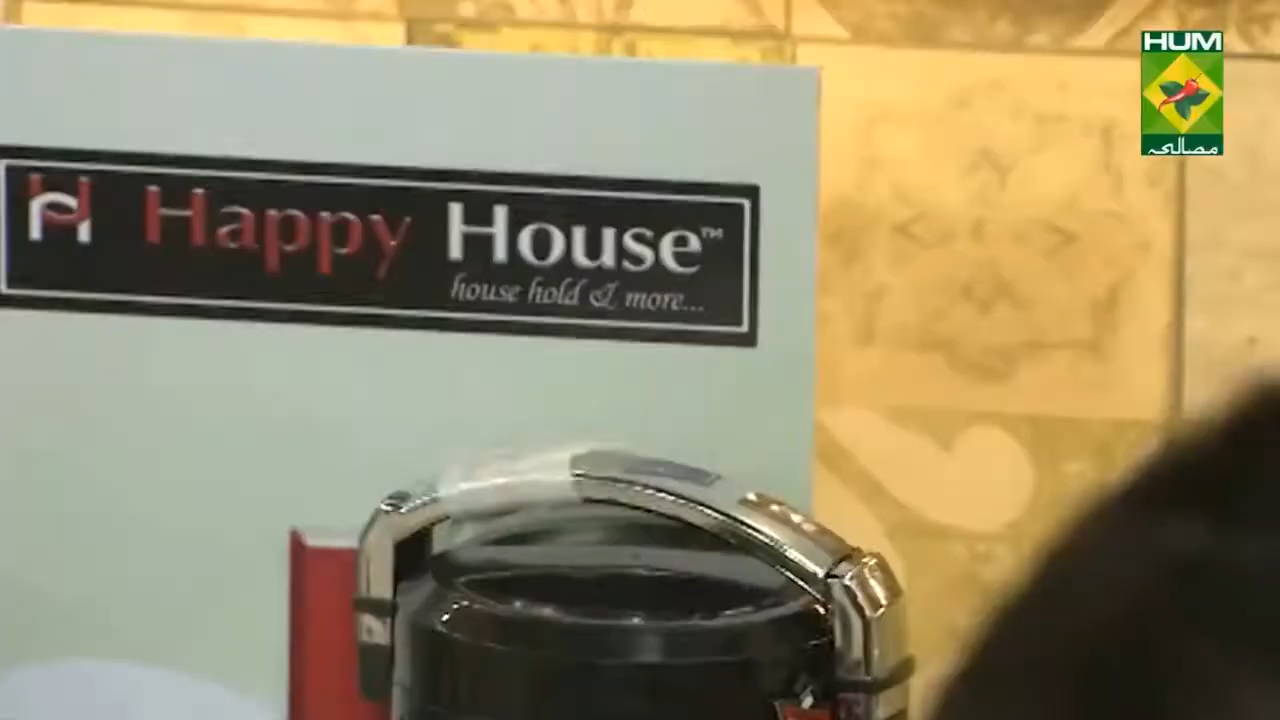 HUM
مصالحہ
Happy House™
house hold & more...